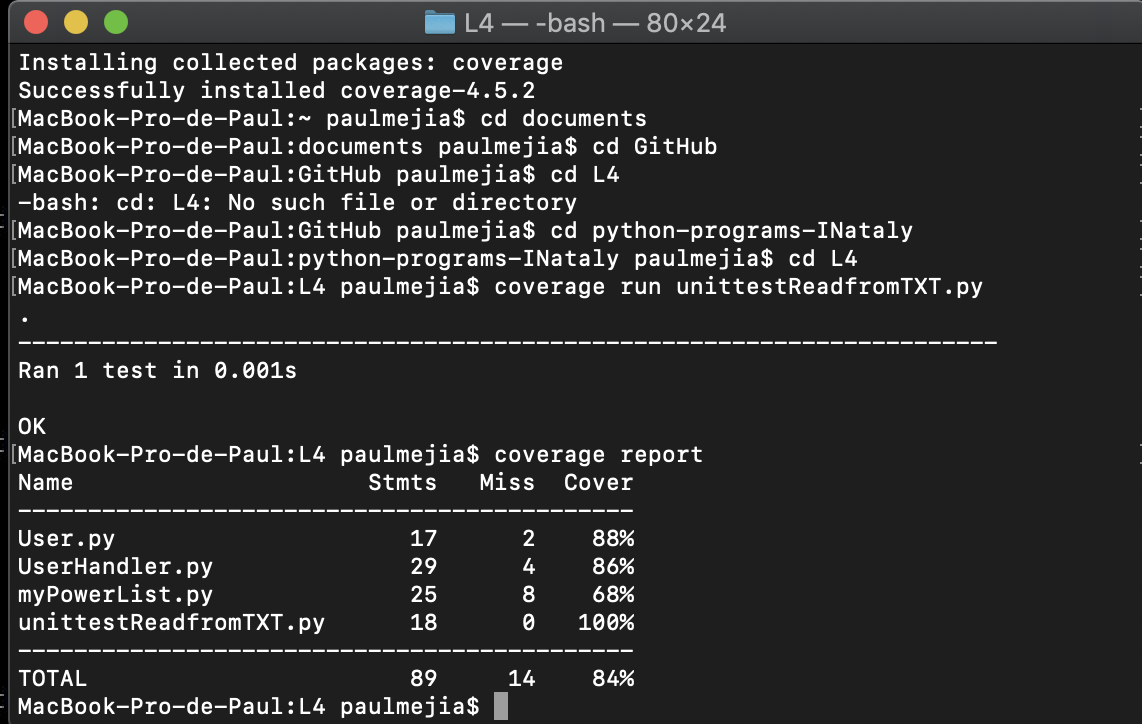 L4 — -bash — 80×24
Installing collected packages: coverage
Successfully installed coverage-4.5.2
[MacBook-Pro-de-Paul:~ paulmejia$ cd documents
[MacBook-Pro-de-Paul:documents paulmejia$ cd GitHub
[MacBook-Pro-de-Paul:GitHub paulmejia$ cd L4
-bash: cd: L4: No such file or directory
[MacBook-Pro-de-Paul:GitHub paulmejia$ cd python-programs-INataly
[MacBook-Pro-de-Paul:python-programs-INataly paulmejia$ cd L4
[MacBook-Pro-de-Paul:L4 paulmejia$ coverage run unittestReadfromTXT.py
.
----------------------------------------------------------------------
Ran 1 test in 0.001s
OK
[MacBook-Pro-de-Paul:L4 paulmejia$ coverage report
Name                     Stmts   Miss  Cover
--------------------------------------------
User.py                     17      2    88%
UserHandler.py              29      4    86%
myPowerList.py              25      8    68%
unittestReadfromTXT.py      18      0   100%
--------------------------------------------
TOTAL                       89     14    84%
MacBook-Pro-de-Paul:L4 paulmejia$